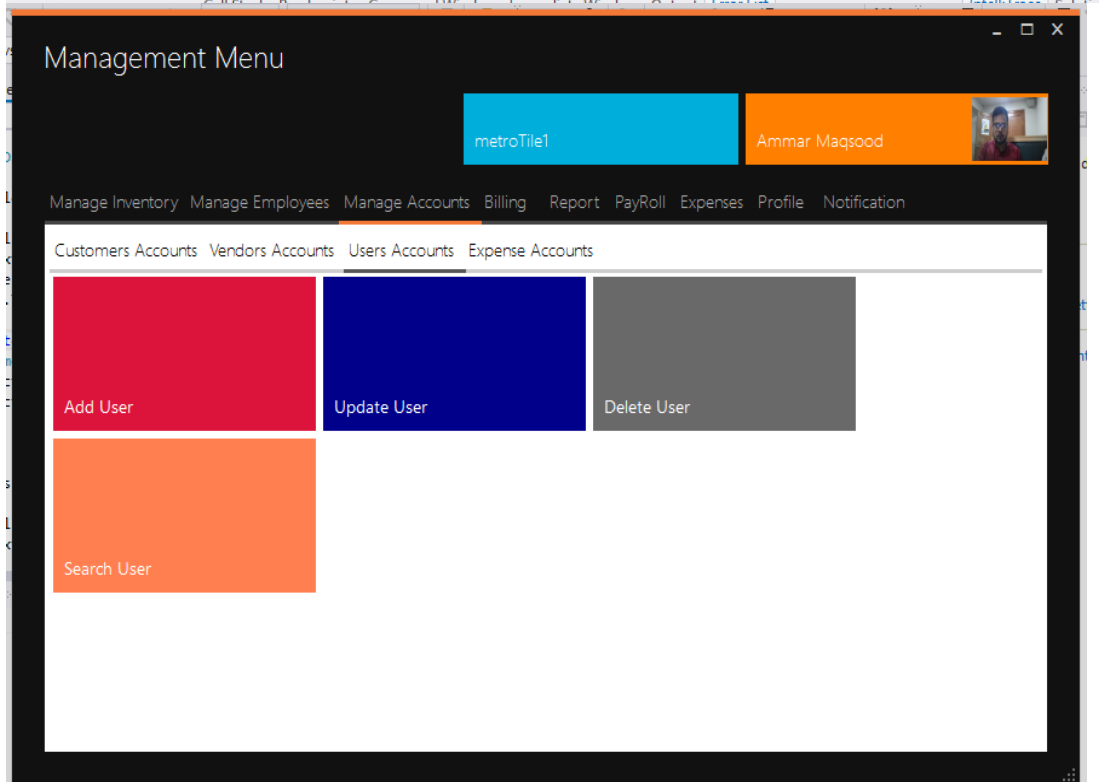 Management Menu
metroTile1
Ammar Maqsood
Manage Inventory Manage Employees Manage Accounts Billing Report PayRoll Expenses Profile Notification
Customers Accounts Vendors Accounts Users Accounts Expense Accounts
Add User Update User Delete User
Search User